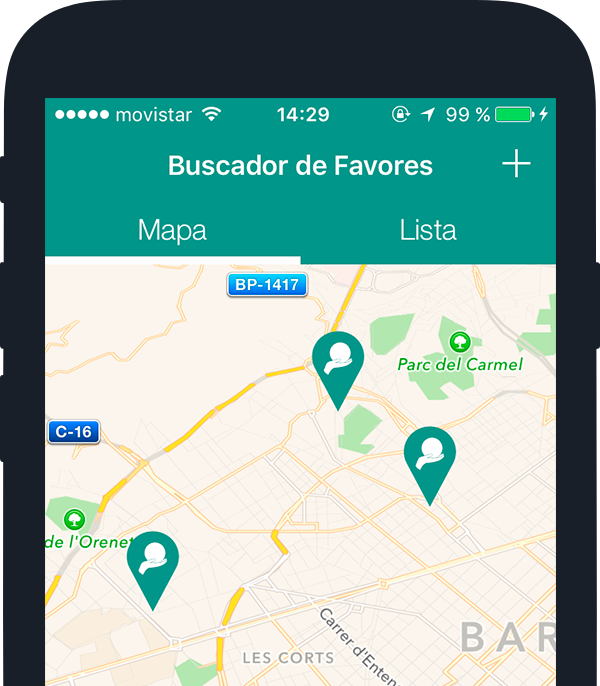 movistar 14:29 99 %
Buscador de Favores
Mapa Lista
BP-1417
Parc del Carmel
C-16
de l'Orenet
Carrer d'Enten
BAR
LES CORTS